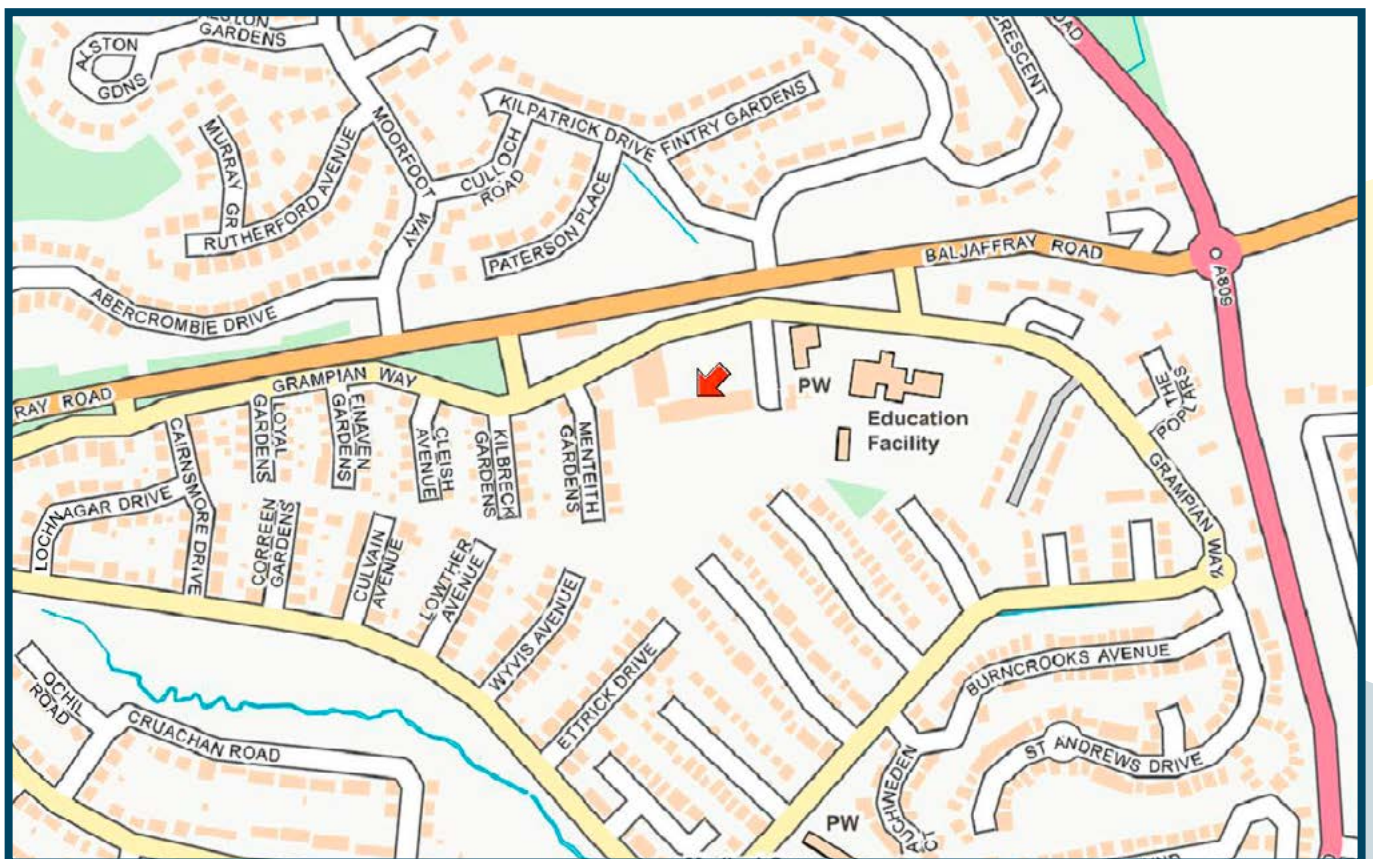 GARDENS
ALSTON
GDNS
ROAD
CRESCENT
KILPATRICK DRIVE
FINTRY GARDENS
MURRAY GR
MOORFOOT WAY
CULLOCH
ROAD
RUTHERFORD AVENUE
PATERSON PLACE
BALJAFFRAY ROAD
A809
ABERCROMBIE DRIVE
GRAMPIAN WAY
RAY ROAD
PW
THE
POPLARS
Education
Facility
LOYAL
GARDENS
FINAVEN
GARDENS
CLEISH
AVENUE
KILBRECK
GARDENS
MENTEITH
GARDENS
CAIRNSMORE DRIVE
LOCHNAGAR DRIVE
GRAMPIAN WAY
CORREEN
GARDENS
CULVAIN
AVENUE
LOWTHER
AVENUE
WYVIS AVENUE
ETTRICK DRIVE
BURNCROOKS AVENUE
OCHIL
ROAD
CRUACHAN ROAD
ST ANDREWS DRIVE
AUCHINEDEN
CT
PW